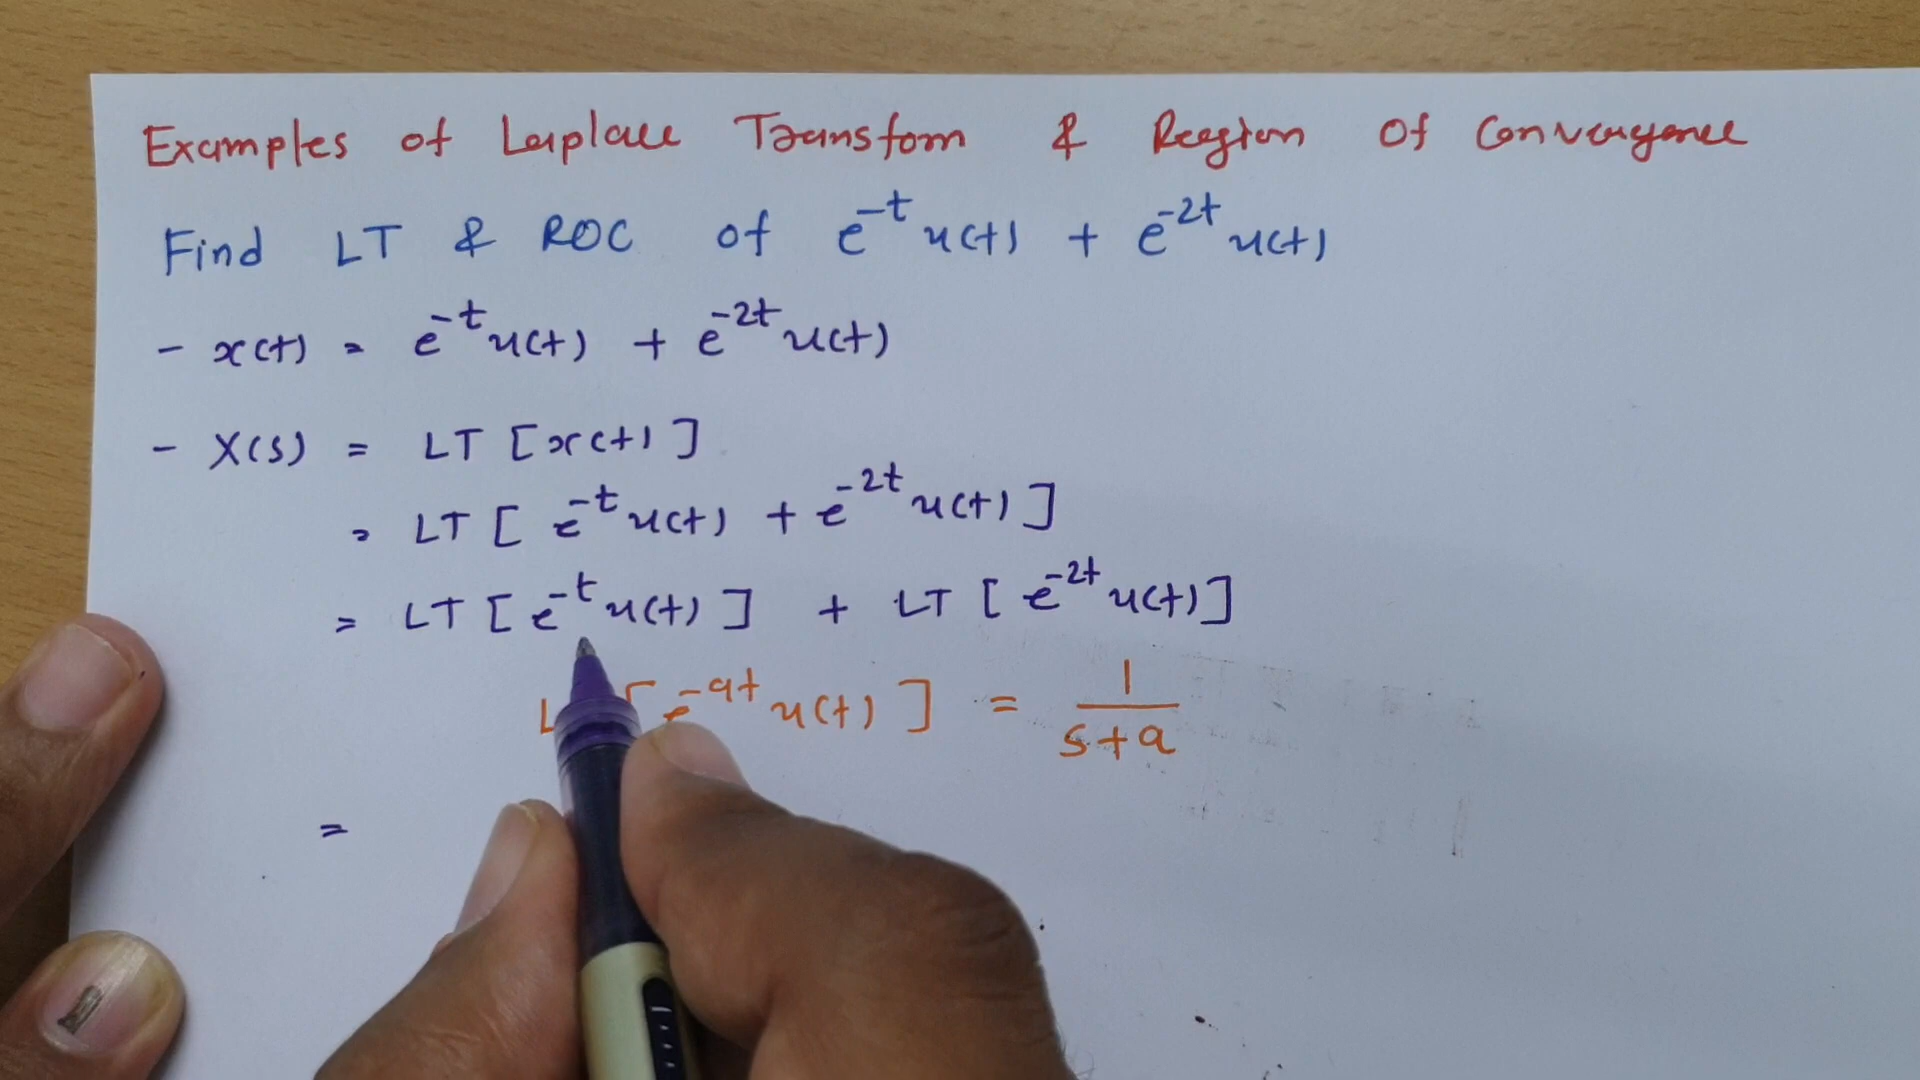 Examples of Laplace Transform & Region Of Convergence
Find LT & ROC of e^-t u(t) + e^-2t u(t)
- x(t) = e^-t u(t) + e^-2t u(t)
- X(s) = LT [x(t)]
= LT [ e^-t u(t) + e^-2t u(t) ]
= LT [ e^-t u(t) ] + LT [ e^-2t u(t) ]
[ e^-at u(t) ] = 1/(s+a)
=